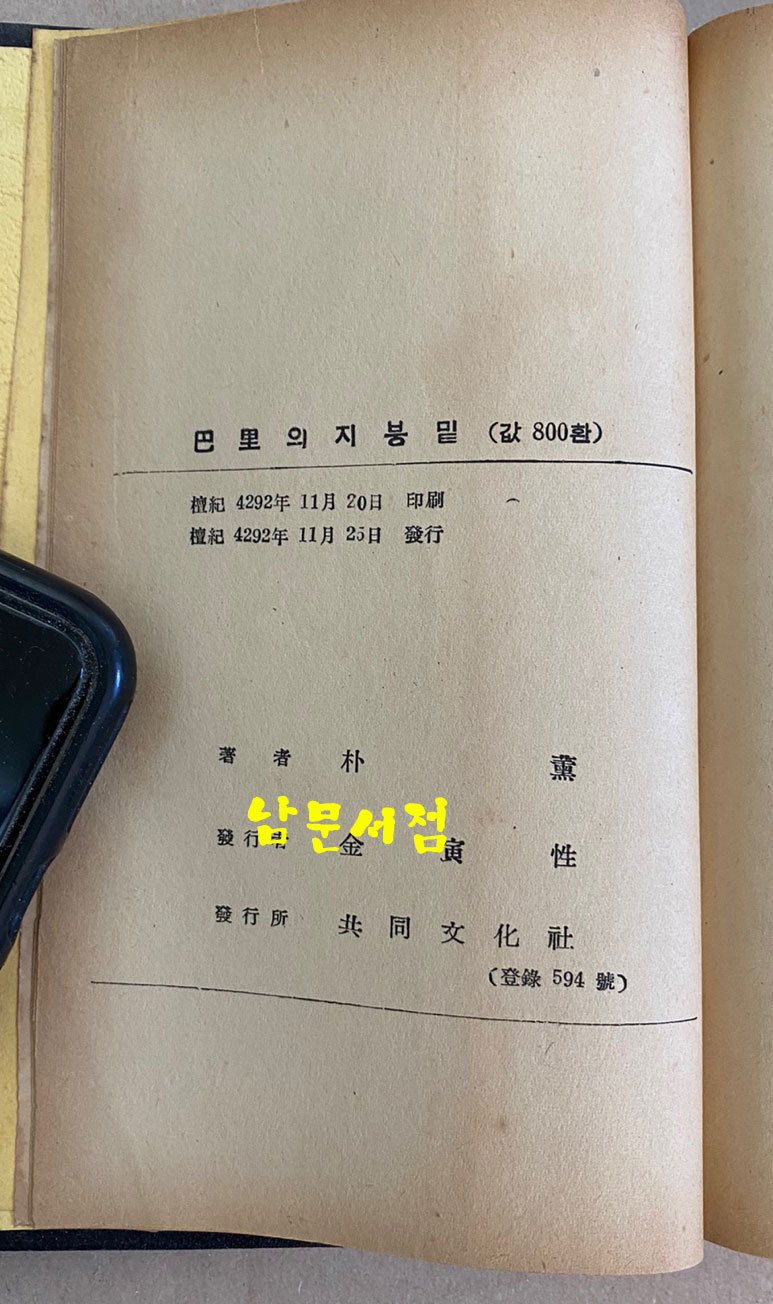 巴里의지붕밑 (값 800환)
檀紀 4292年 11月 20日 印刷
檀紀 4292年 11月 25日 發行
著者 朴薰
남문서점
發行者 金寅性
發行所 共同文化社
(登錄 594 號)